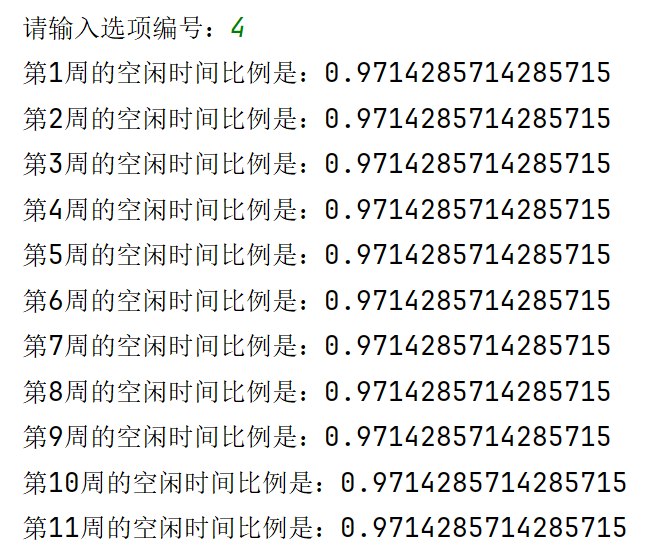 请输入选项编号：4
第1周的空闲时间比例是：0.9714285714285715
第2周的空闲时间比例是：0.9714285714285715
第3周的空闲时间比例是：0.9714285714285715
第4周的空闲时间比例是：0.9714285714285715
第5周的空闲时间比例是：0.9714285714285715
第6周的空闲时间比例是：0.9714285714285715
第7周的空闲时间比例是：0.9714285714285715
第8周的空闲时间比例是：0.9714285714285715
第9周的空闲时间比例是：0.9714285714285715
第10周的空闲时间比例是：0.9714285714285715
第11周的空闲时间比例是：0.9714285714285715